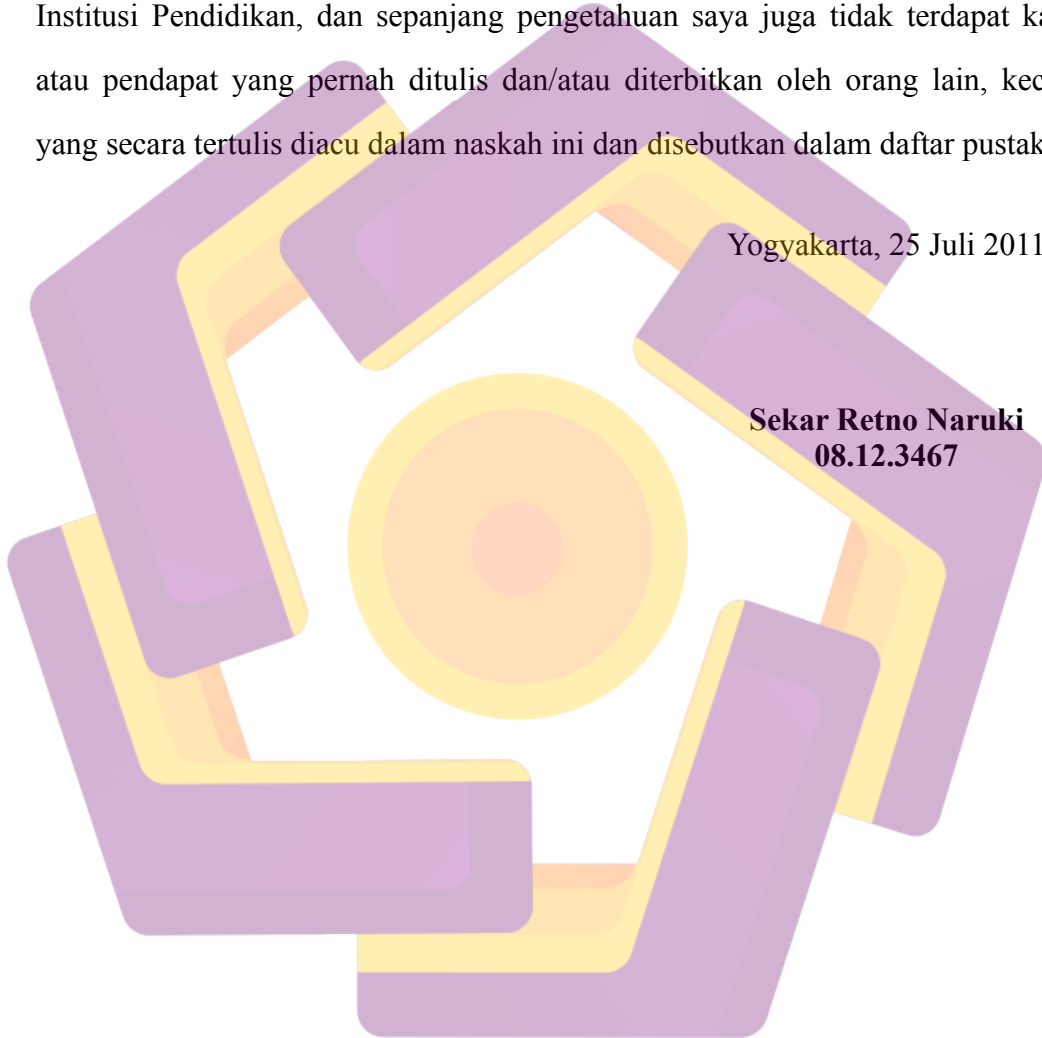 Institusi Pendidikan, dan sepanjang pengetahuan saya juga tidak terdapat ka
atau pendapat yang pernah ditulis dan/atau diterbitkan oleh orang lain, kec
yang secara tertulis diacu dalam naskah ini dan disebutkan dalam daftar pustak
Yogyakarta, 25 Juli 2011
Sekar Retno Naruki
08.12.3467